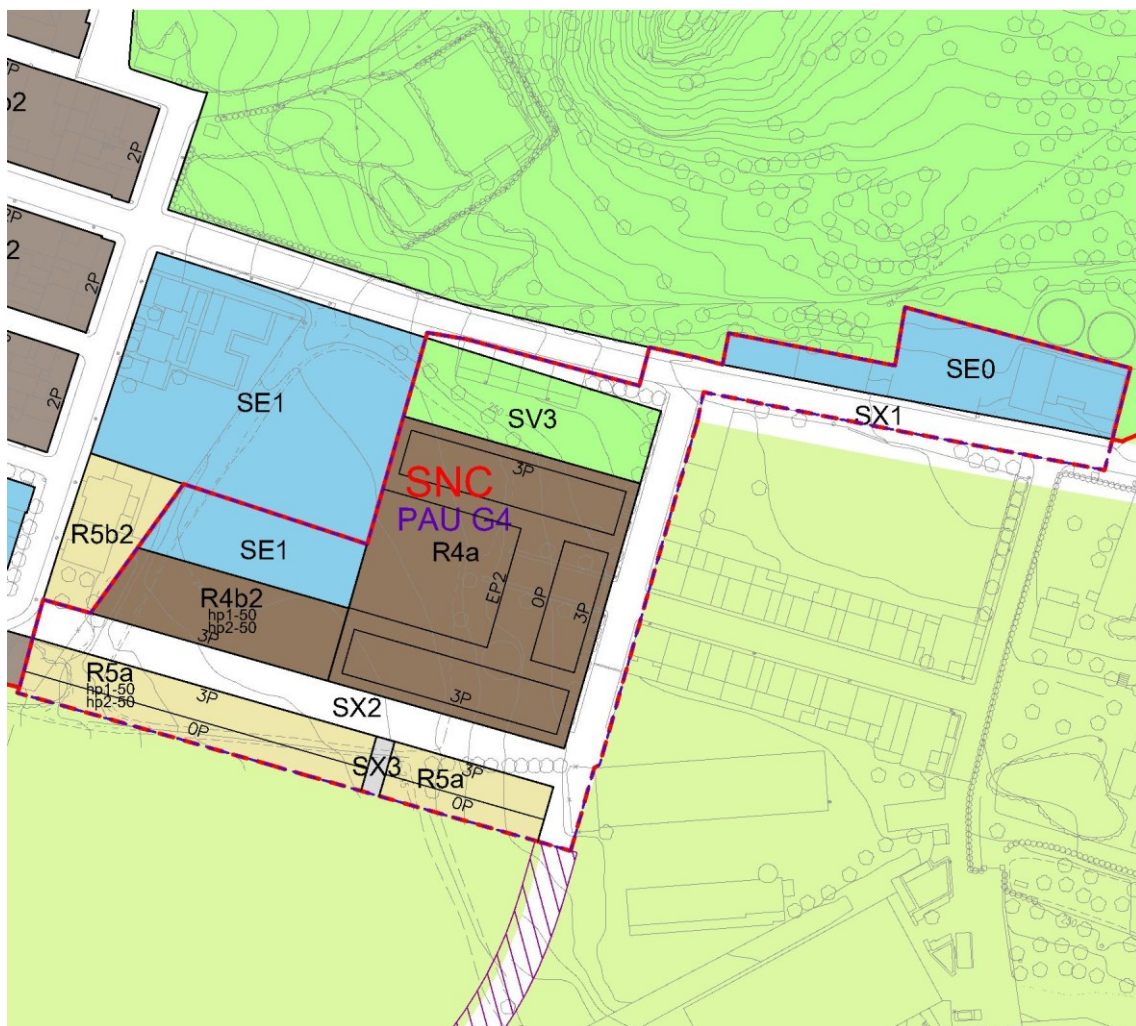 2P
b2
2P
2P
2
2P
2P
SE1
SE0
SX1
SV3
3P
SNC
PAU G4
R4a
R5b2
SE1
EP2
0P
3P
R4b2
hp1-50
hp2-50
3P
R5a
hp1-50
hp2-50
3P
3P
SX2
0P
SX3
3P
R5a
0P